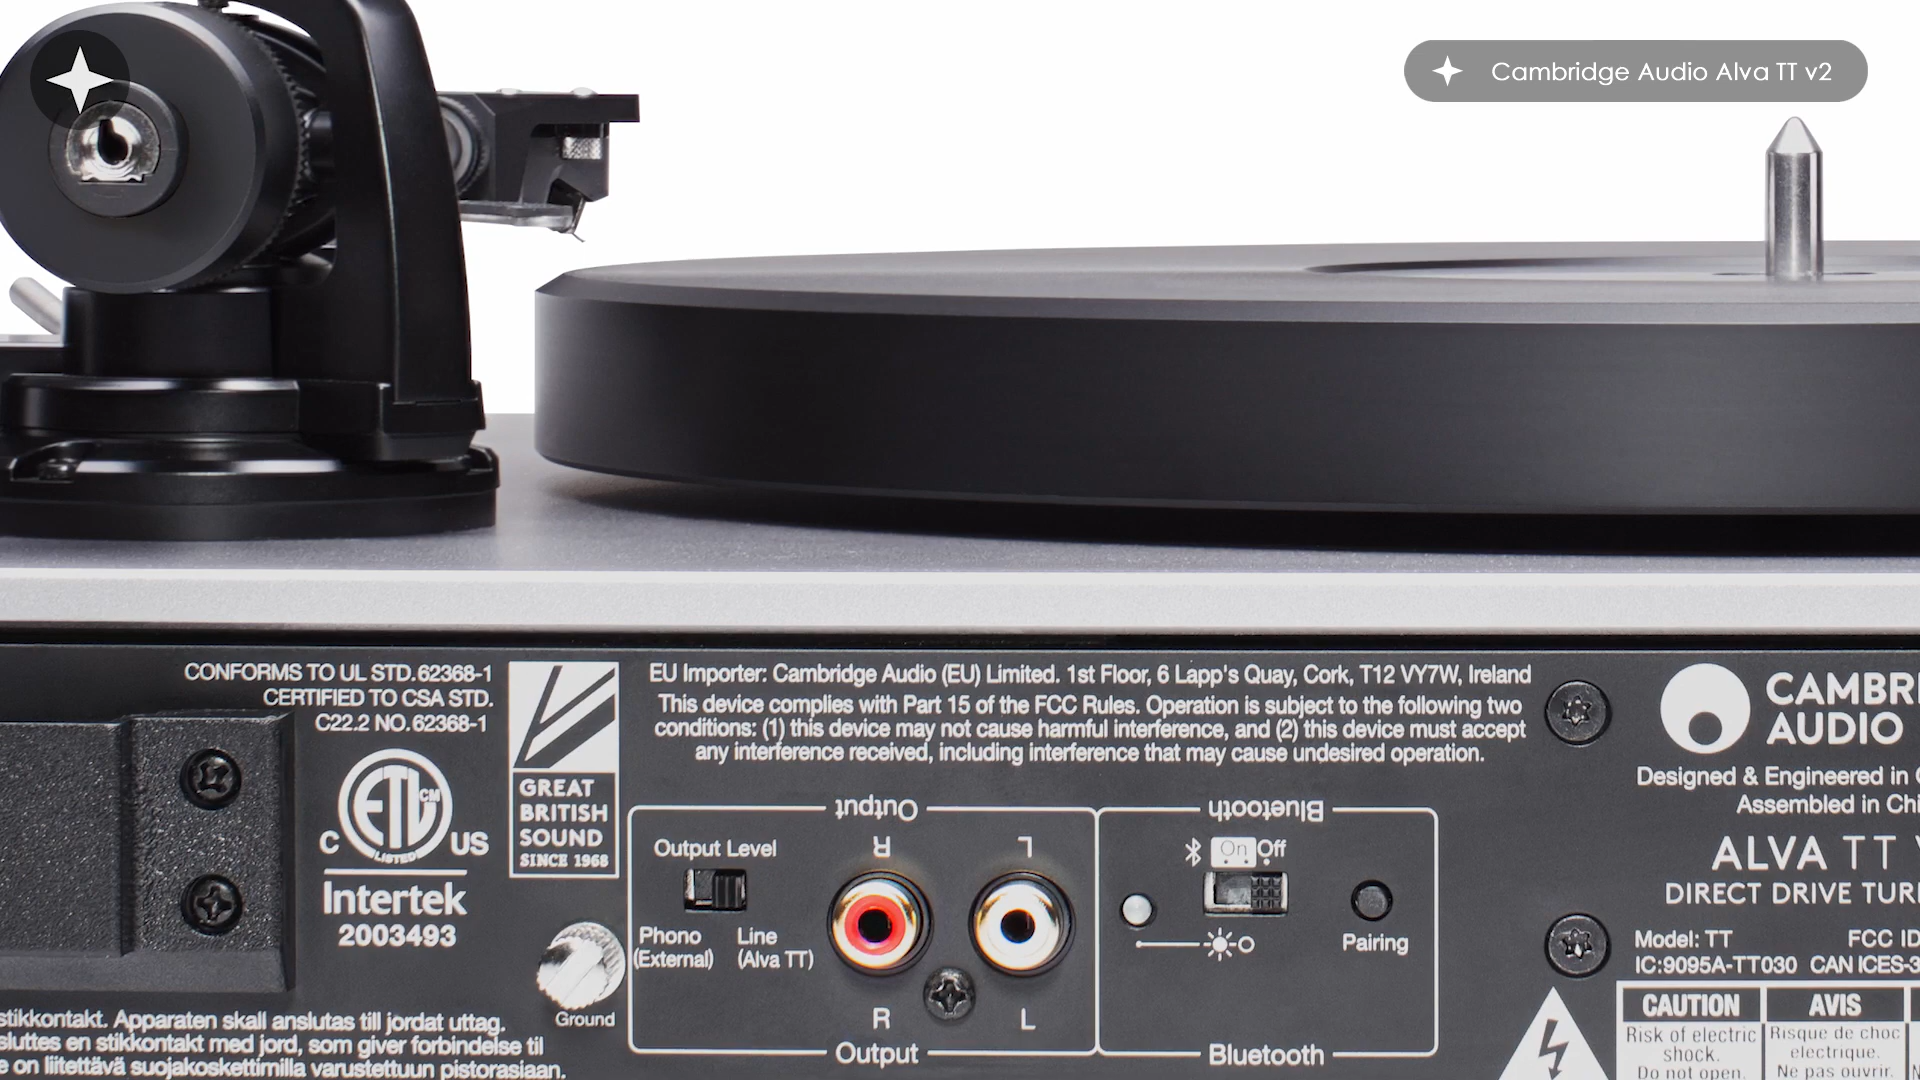 Cambridge Audio Alva TT v2
CONFORMS TO UL STD. 62368-1
CERTIFIED TO CSA STD.
C22.2 NO. 62368-1
C ETL CM US
LISTED
Intertek
2003493
GREAT
BRITISH
SOUND
SINCE 1968
EU Importer: Cambridge Audio (EU) Limited. 1st Floor, 6 Lapp's Quay, Cork, T12 VY7W, Ireland
This device complies with Part 15 of the FCC Rules. Operation is subject to the following two
conditions: (1) this device may not cause harmful interference, and (2) this device must accept
any interference received, including interference that may cause undesired operation.
Output
Output Level
R
L
Phono
(External)
Line
(Alva TT)
R
L
Output
Ground
Bluetooth
On Off
Pairing
Bluetooth
CAMBRI
AUDIO
Designed & Engineered in
Assembled in Chi
ALVA TT
DIRECT DRIVE TUR
Model: TT FCC ID
IC:9095A-TT030 CAN ICES-3
CAUTION
Risk of electric
shock.
Do not open.
AVIS
Risque de choc
electrique.
Ne pas ouvrir.
stikkontakt. Apparaten skall anslutas till jordat uttag.
sluttes en stikkontakt med jord, som giver forbindelse til
e on liitettävä suojakoskettimilla varustettuun pistorasiaan.